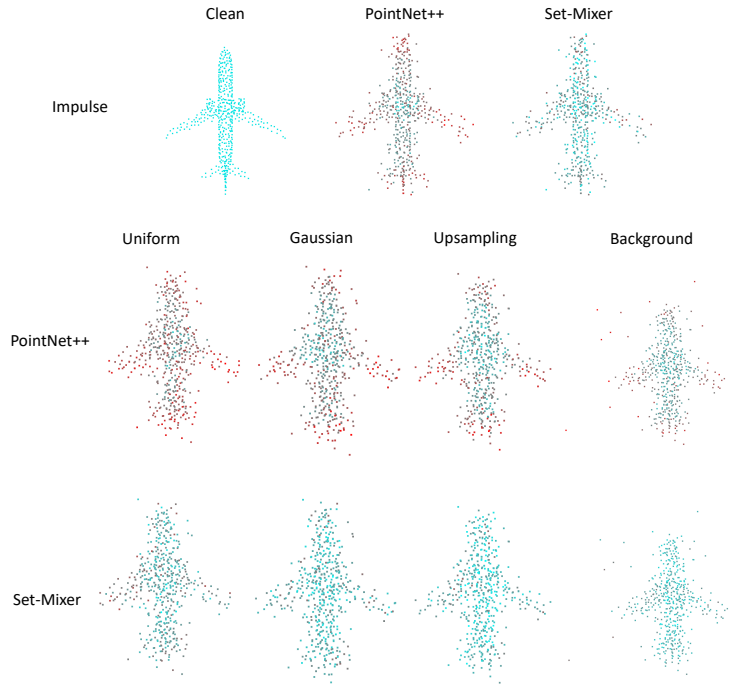 Clean PointNet++ Set-Mixer
Impulse
Uniform Gaussian Upsampling Background
PointNet++
Set-Mixer